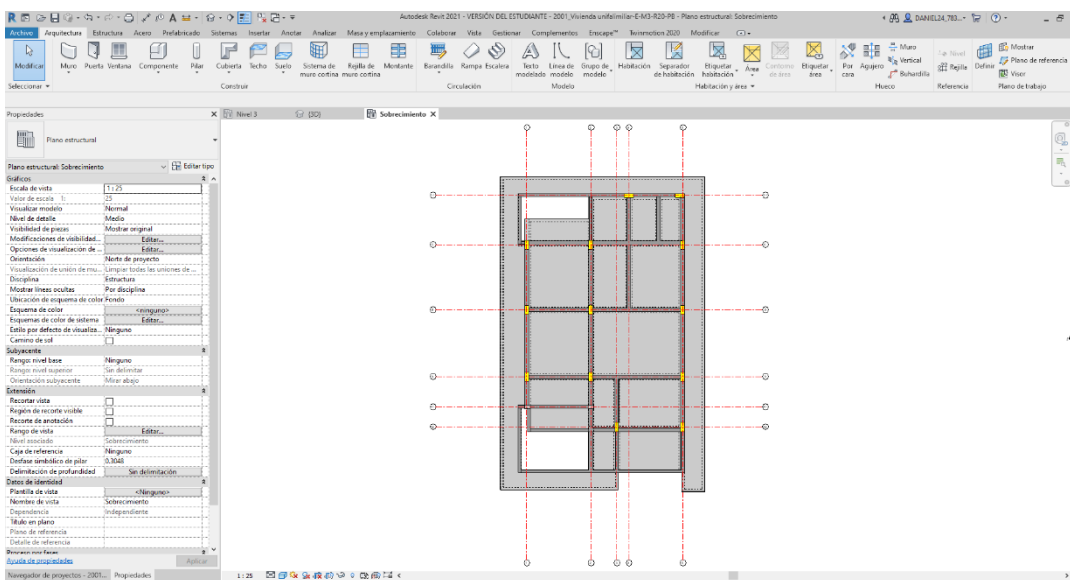 Autodesk Revit 2021 - VERSIÓN DEL ESTUDIANTE - 2001_Vivienda unifalimilar-E-M3-R20-PB - Plano estructural: Sobrecimiento
DANIEL24_783...
Archivo Arquitectura Estructura Acero Prefabricado Sistemas Insertar Anotar Analizar Masa y emplazamiento Colaborar Vista Gestionar Complementos Enscape™ Twinmotion 2020 Modificar
Modificar Muro Puerta Ventana Componente Pilar Cubierta Techo Suelo Sistema de muro cortina Rejilla de muro cortina Montante Barandilla Rampa Escalera Texto modelado Línea de modelo Grupo de modelo Habitación Separador de habitación Etiquetar habitación Área Contorno de área Etiquetar área Por cara Agujero Muro Vertical Buhardilla Nivel Rejilla Definir Mostrar Plano de referencia Visor
Seleccionar Construir Circulación Modelo Habitación y área Hueco Referencia Plano de trabajo
Propiedades
Nivel 3 {3D} Sobrecimiento
Plano estructural
Plano estructural: Sobrecimiento Editar tipo
Gráficos
Escala de vista 1 : 25
Valor de escala 1: 25
Visualizar modelo Normal
Nivel de detalle Medio
Visibilidad de piezas Mostrar original
Modificaciones de visibilidad... Editar...
Opciones de visualización de ... Editar...
Orientación Norte de proyecto
Visualización de unión de mu... Limpiar todas las uniones de ...
Disciplina Estructura
Mostrar líneas ocultas Por disciplina
Ubicación de esquema de color Fondo
Esquema de color <ninguno>
Esquemas de color de sistema Editar...
Estilo por defecto de visualiza... Ninguno
Camino de sol
Subyacente
Rango: nivel base Ninguno
Rango: nivel superior Sin delimitar
Orientación subyacente Mirar abajo
Extensión
Recortar vista
Región de recorte visible
Recorte de anotación
Rango de vista Editar...
Nivel asociado Sobrecimiento
Caja de referencia Ninguno
Desfase simbólico de pilar 0.3048
Delimitación de profundidad Sin delimitación
Datos de identidad
Plantilla de vista <Ninguno>
Nombre de vista Sobrecimiento
Dependencia Independiente
Título en plano
Plano de referencia
Detalle de referencia
Proceso por fases
Ayuda de propiedades Aplicar
Navegador de proyectos - 2001... Propiedades
1 : 25